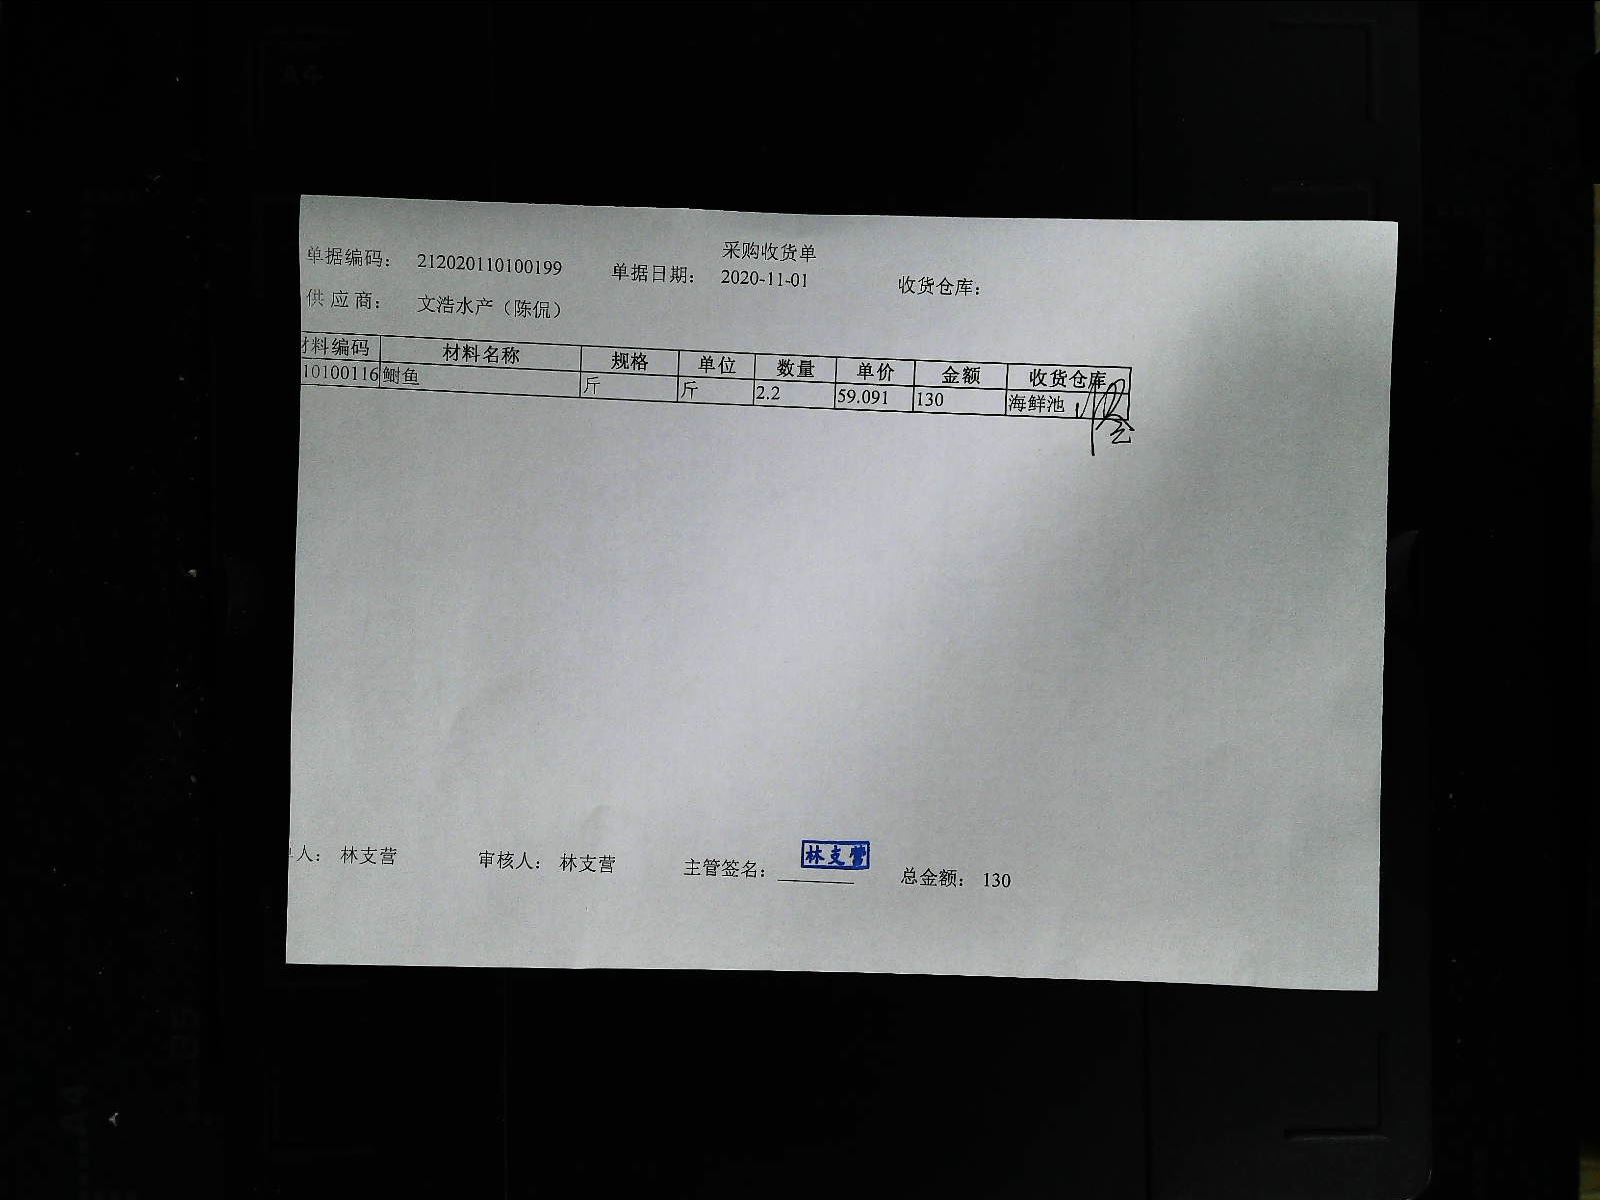 采购收货单
单据编码： 212020110100199 单据日期： 2020-11-01 收货仓库：
供应商： 文浩水产（陈侃）
材料编码 材料名称 规格 单位 数量 单价 金额 收货仓库
10100116 鲥鱼 斤 斤 2.2 59.091 130 海鲜池
人： 林支营 审核人： 林支营 主管签名： 林支营 总金额： 130